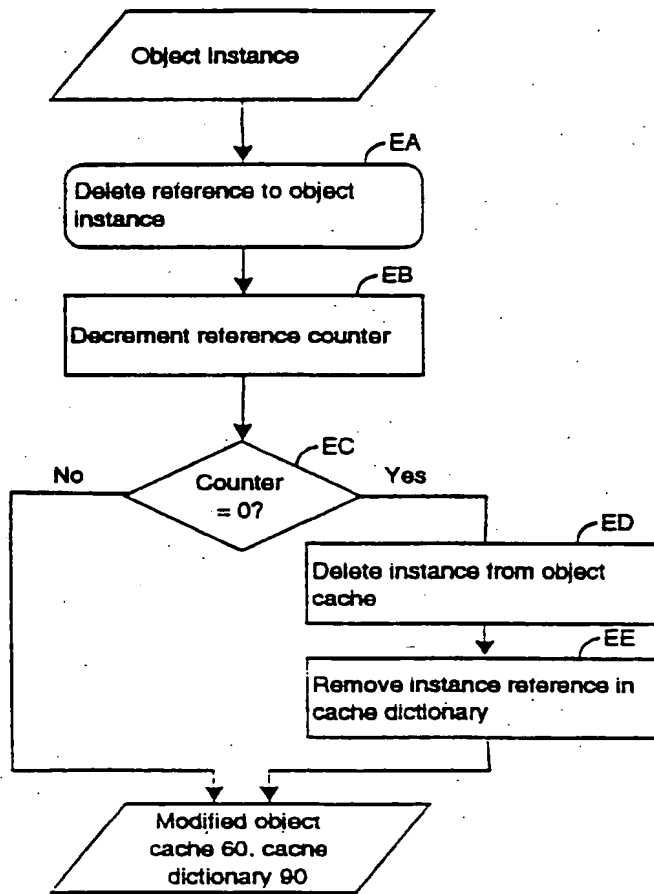 Object Instance
EA
Delete reference to object
instance
EB
Decrement reference counter
EC
No
Counter
= 0?
Yes
ED
Delete instance from object
cache
EE
Remove instance reference in
cache dictionary
Modified object
cache 60. cacne
dictionary 90